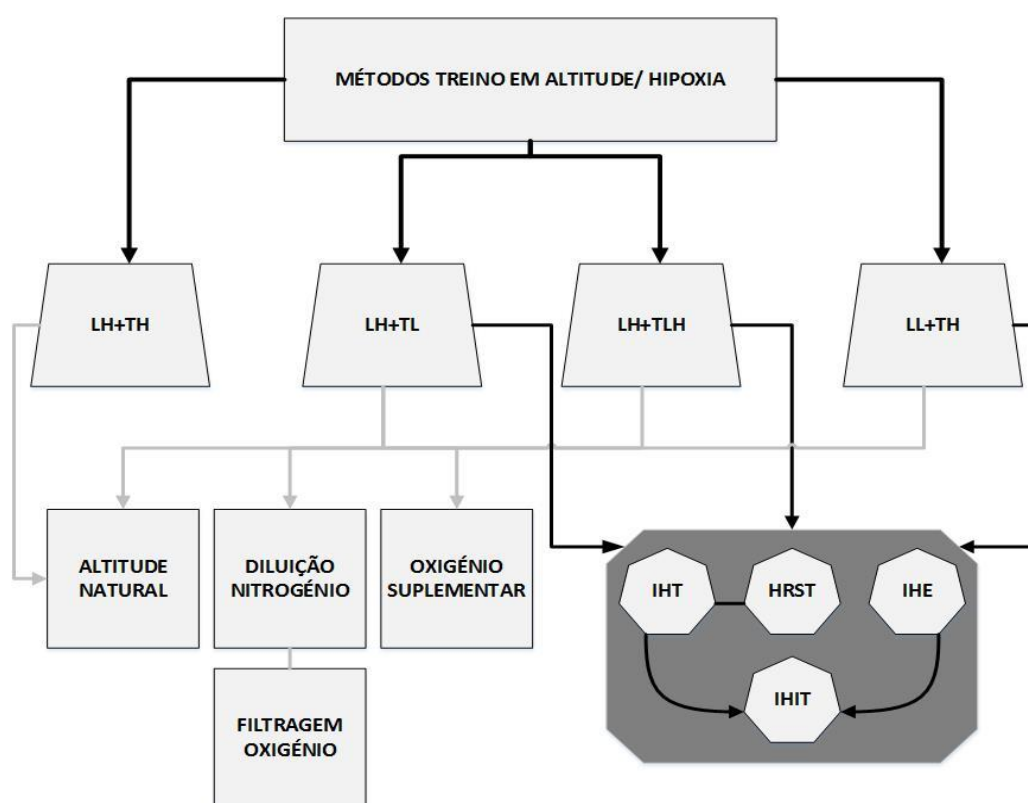 MÉTODOS TREINO EM ALTITUDE/ HIPOXIA
LH+TH
LH+TL
LH+TLH
LL+TH
ALTITUDE
NATURAL
DILUIÇÃO
NITROGÉNIO
OXIGÉNIO
SUPLEMENTAR
IHT
HRST
IHE
IHIT
FILTRAGEM
OXIGÉNIO